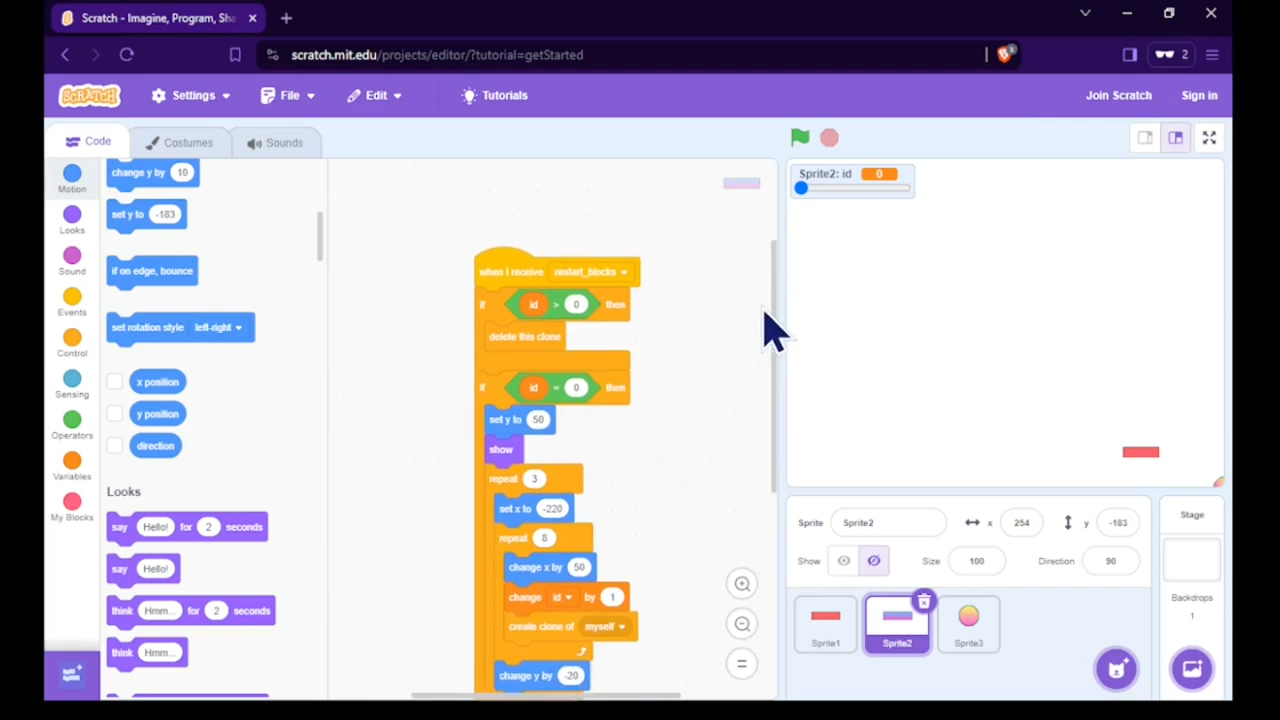 Scratch - Imagine, Program, Sha
scratch.mit.edu/projects/editor/?tutorial=getStarted
2
SCRATCH
Settings
File
Edit
Tutorials
Join Scratch
Sign in
Code
Costumes
Sounds
Motion
Looks
Sound
Events
Control
Sensing
Operators
Variables
My Blocks
change y by 10
set y to -183
if on edge, bounce
set rotation style left-right
x position
y position
direction
Looks
say Hello! for 2 seconds
say Hello!
think Hmm... for 2 seconds
think Hmm...
when I receive restart_blocks
if id > 0 then
delete this clone
if id = 0 then
set y to 50
show
repeat 3
set x to -220
repeat 8
change x by 50
change id by 1
create clone of myself
change y by -20
Sprite2: id 0
Sprite Sprite2 x 254 y -183
Show Size 100 Direction 90
Sprite1
Sprite2
Sprite3
Stage
Backdrops
1